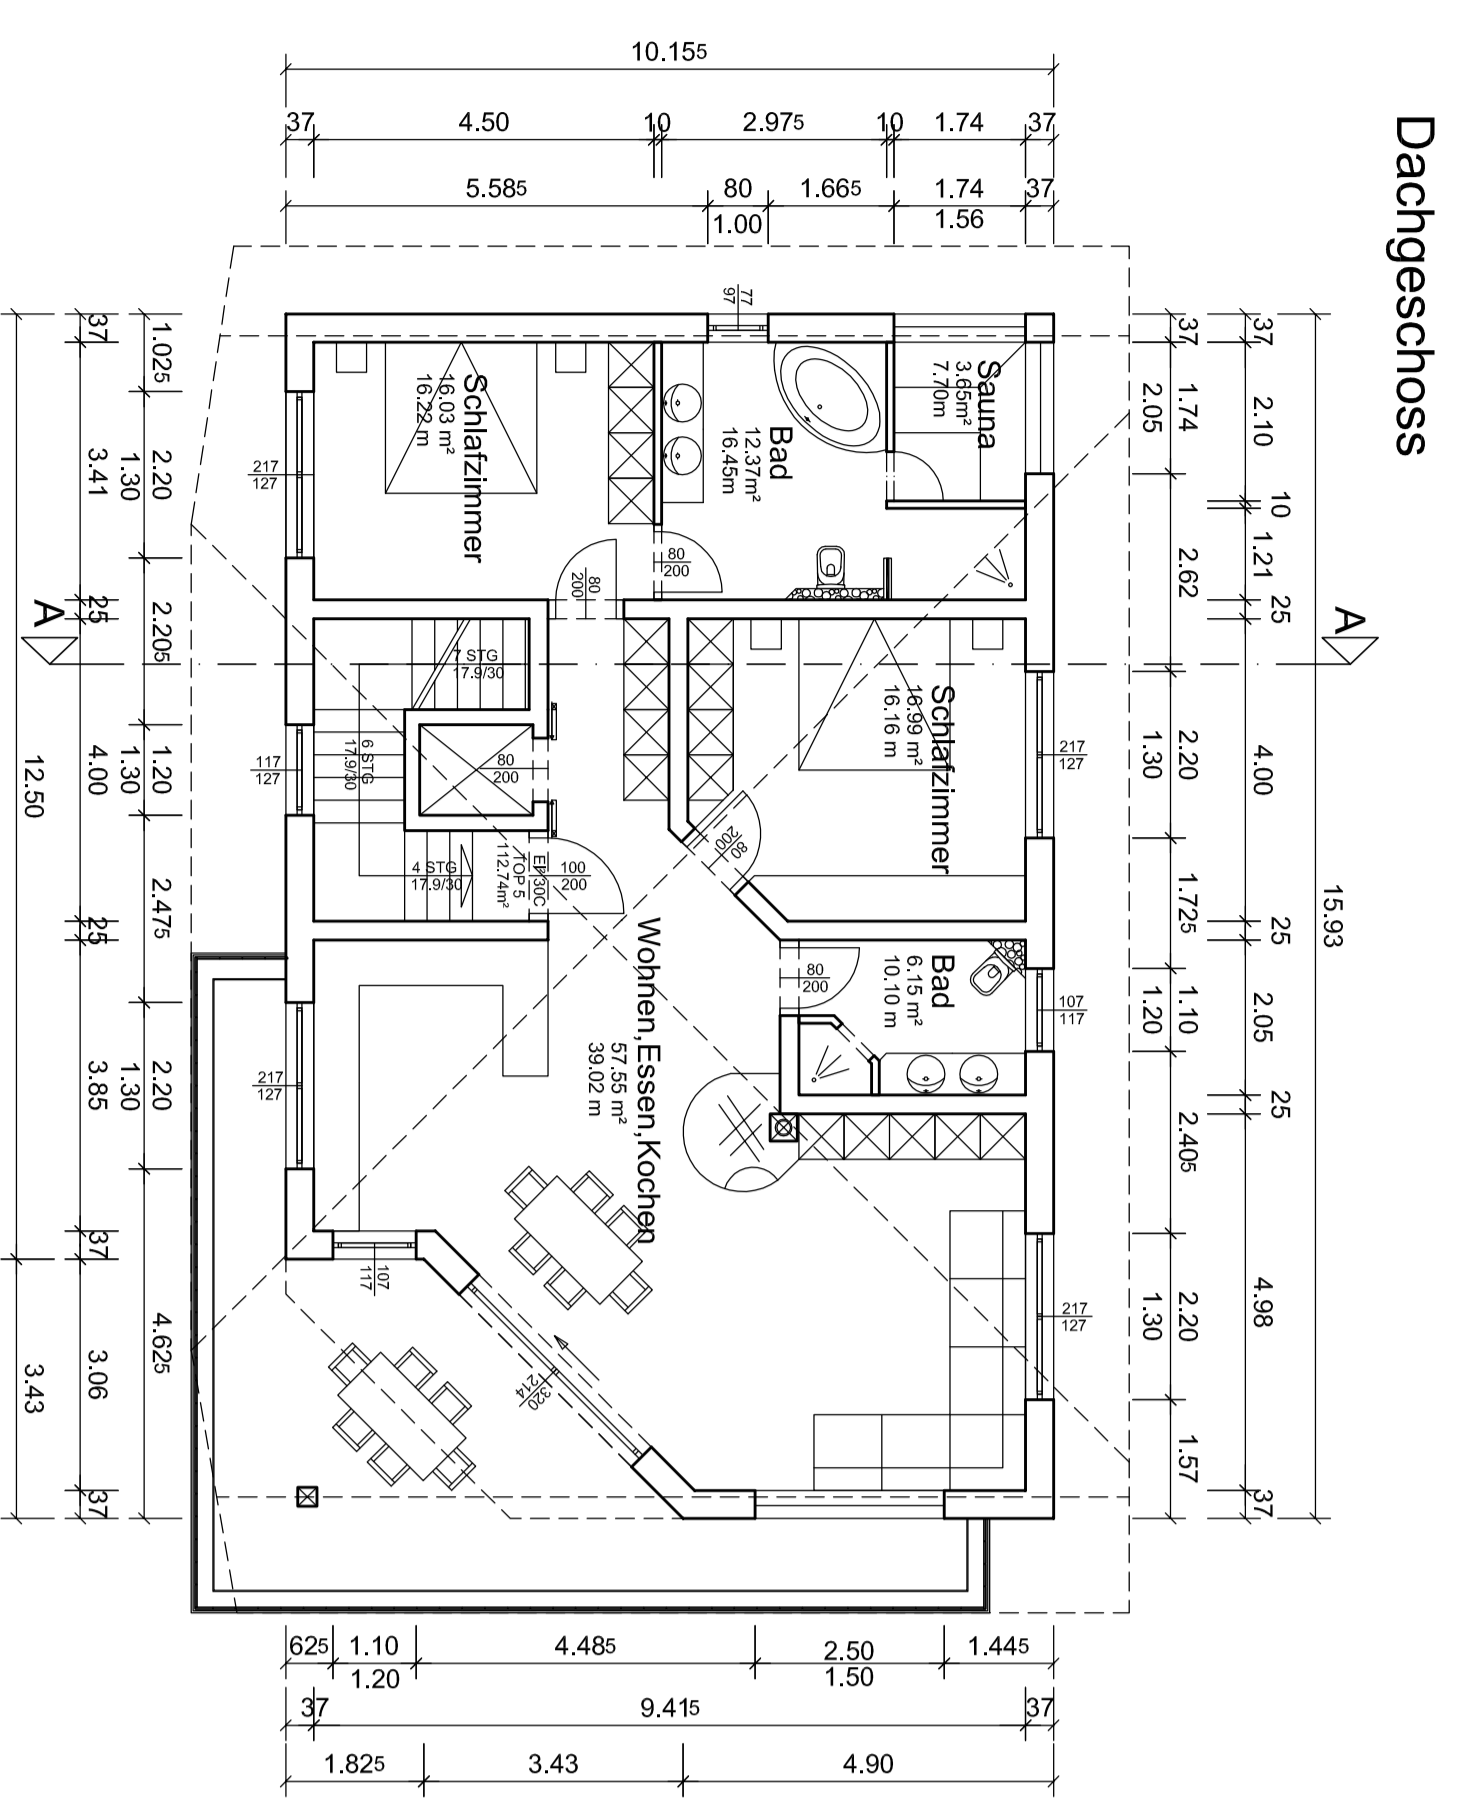 Dachgeschoss
10.155
37 4.50 10 2.975 10 1.74 37
5.585 80 1.665 1.74 37
1.00 1.56
15.93
37 2.10 10 1.21 25 4.00 25 2.05 25 4.98 37
37 1.74 2.62 2.20 1.725 1.10 2.405 2.20 1.57
2.05 1.30 1.20 1.30
A
A
Sauna
3.65m²
7.70m
Bad
12.37m²
16.45m
Schlafzimmer
16.03 m²
16.22 m
Schlafzimmer
16.99 m²
16.16 m
Bad
6.15 m²
10.10 m
Wohnen,Essen,Kochen
57.55 m²
39.02 m
77
97
80
200
80
200
80
200
80
200
80
200
100
200
EI²30C
TOP 5
112.74m²
7 STG
17.9/30
6 STG
17.9/30
4 STG
17.9/30
217
127
117
127
217
127
217
127
107
117
217
127
107
117
320
214
1.025 2.20 2.205 1.20 2.475 2.20 4.625
1.30 1.30 1.30
37 3.41 25 4.00 25 3.85 37 3.06 37
12.50 3.43
625 1.10 4.485 2.50 1.445
1.20 1.50
37 9.415 37
1.825 3.43 4.90